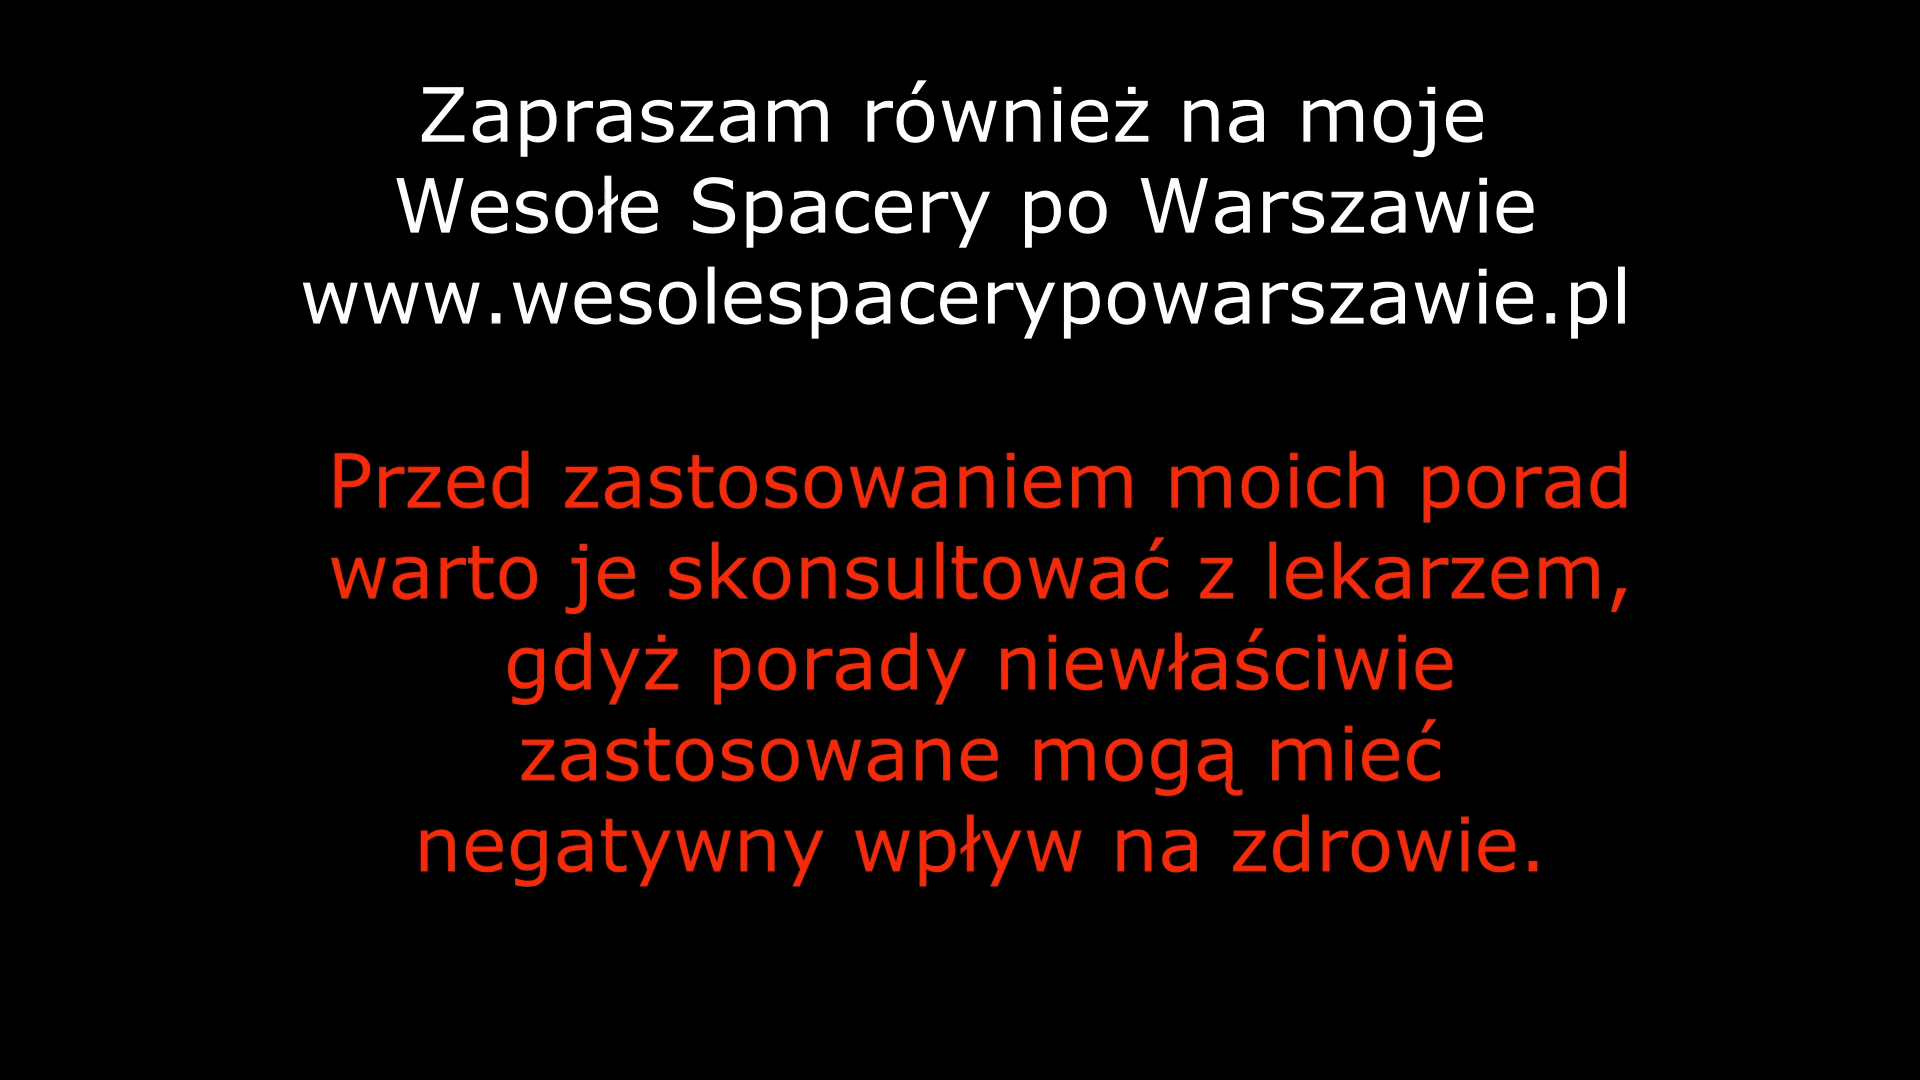 Zapraszam również na moje
Wesołe Spacery po Warszawie
www.wesolespacerypowarszawie.pl
Przed zastosowaniem moich porad
warto je skonsultować z lekarzem,
gdyż porady niewłaściwie
zastosowane mogą mieć
negatywny wpływ na zdrowie.